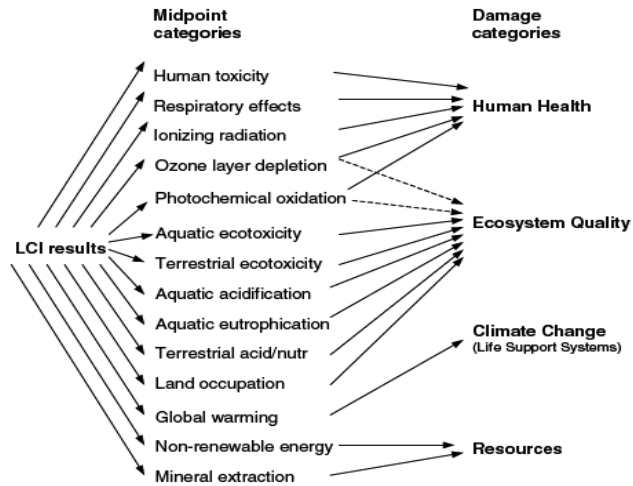 Midpoint
categories
Damage
categories
Human toxicity
Respiratory effects
Ionizing radiation
Ozone layer depletion
Photochemical oxidation
Aquatic ecotoxicity
Terrestrial ecotoxicity
Aquatic acidification
Aquatic eutrophication
Terrestrial acid/nutr
Land occupation
Global warming
Non-renewable energy
Mineral extraction
LCI results
Human Health
Ecosystem Quality
Climate Change
(Life Support Systems)
Resources